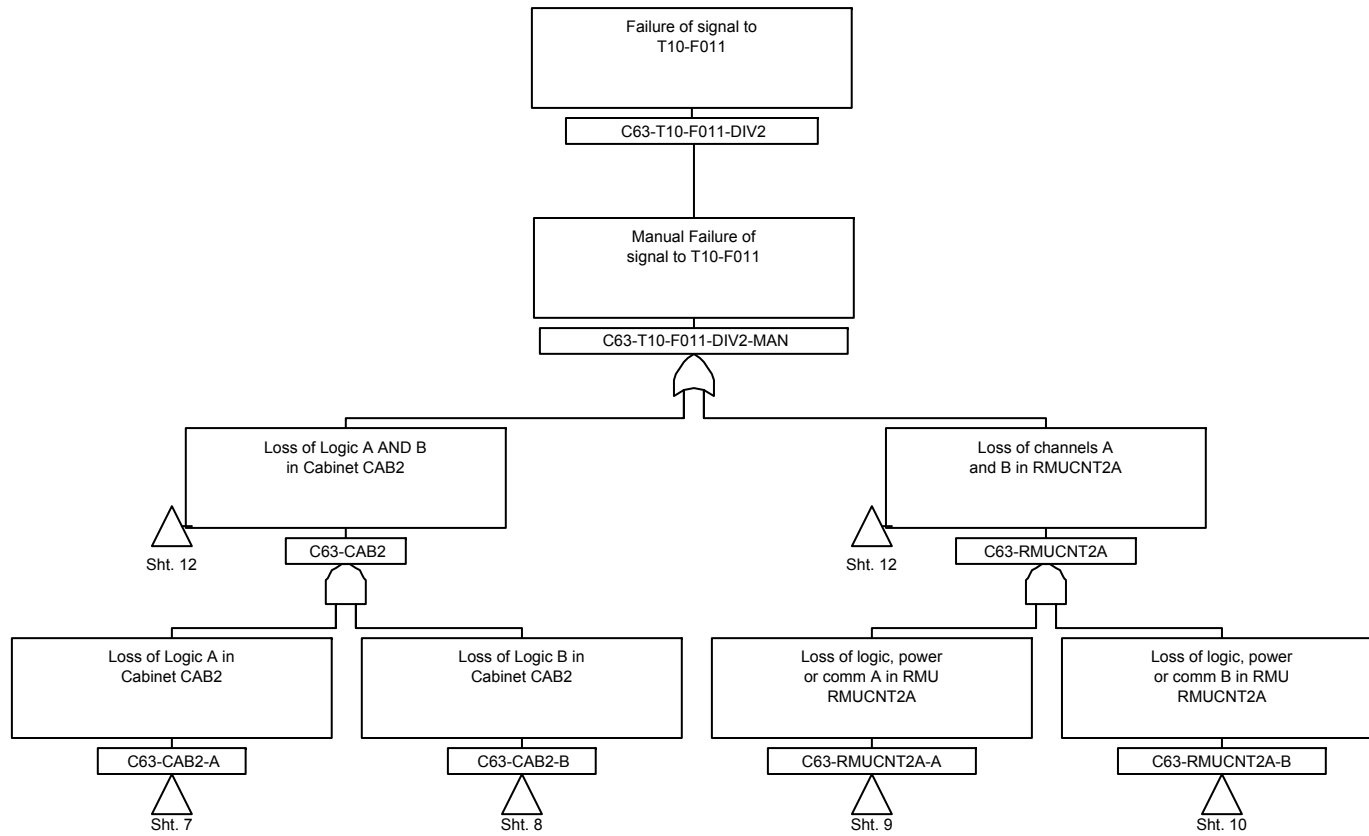 Failure of signal to
T10-F011
C63-T10-F011-DIV2
Manual Failure of
signal to T10-F011
C63-T10-F011-DIV2-MAN
Loss of Logic A AND B
in Cabinet CAB2
Sht. 12
C63-CAB2
Loss of channels A
and B in RMUCNT2A
Sht. 12
C63-RMUCNT2A
Loss of Logic A in
Cabinet CAB2
C63-CAB2-A
Sht. 7
Loss of Logic B in
Cabinet CAB2
C63-CAB2-B
Sht. 8
Loss of logic, power
or comm A in RMU
RMUCNT2A
C63-RMUCNT2A-A
Sht. 9
Loss of logic, power
or comm B in RMU
RMUCNT2A
C63-RMUCNT2A-B
Sht. 10